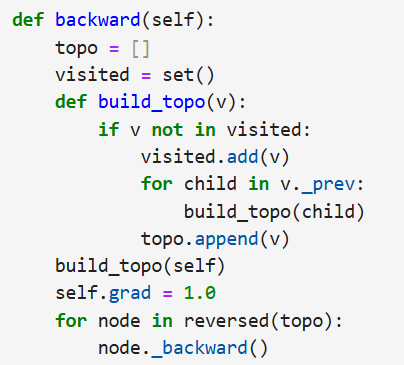 def backward(self):
    topo = []
    visited = set()
    def build_topo(v):
        if v not in visited:
            visited.add(v)
            for child in v._prev:
                build_topo(child)
            topo.append(v)
    build_topo(self)
    self.grad = 1.0
    for node in reversed(topo):
        node._backward()